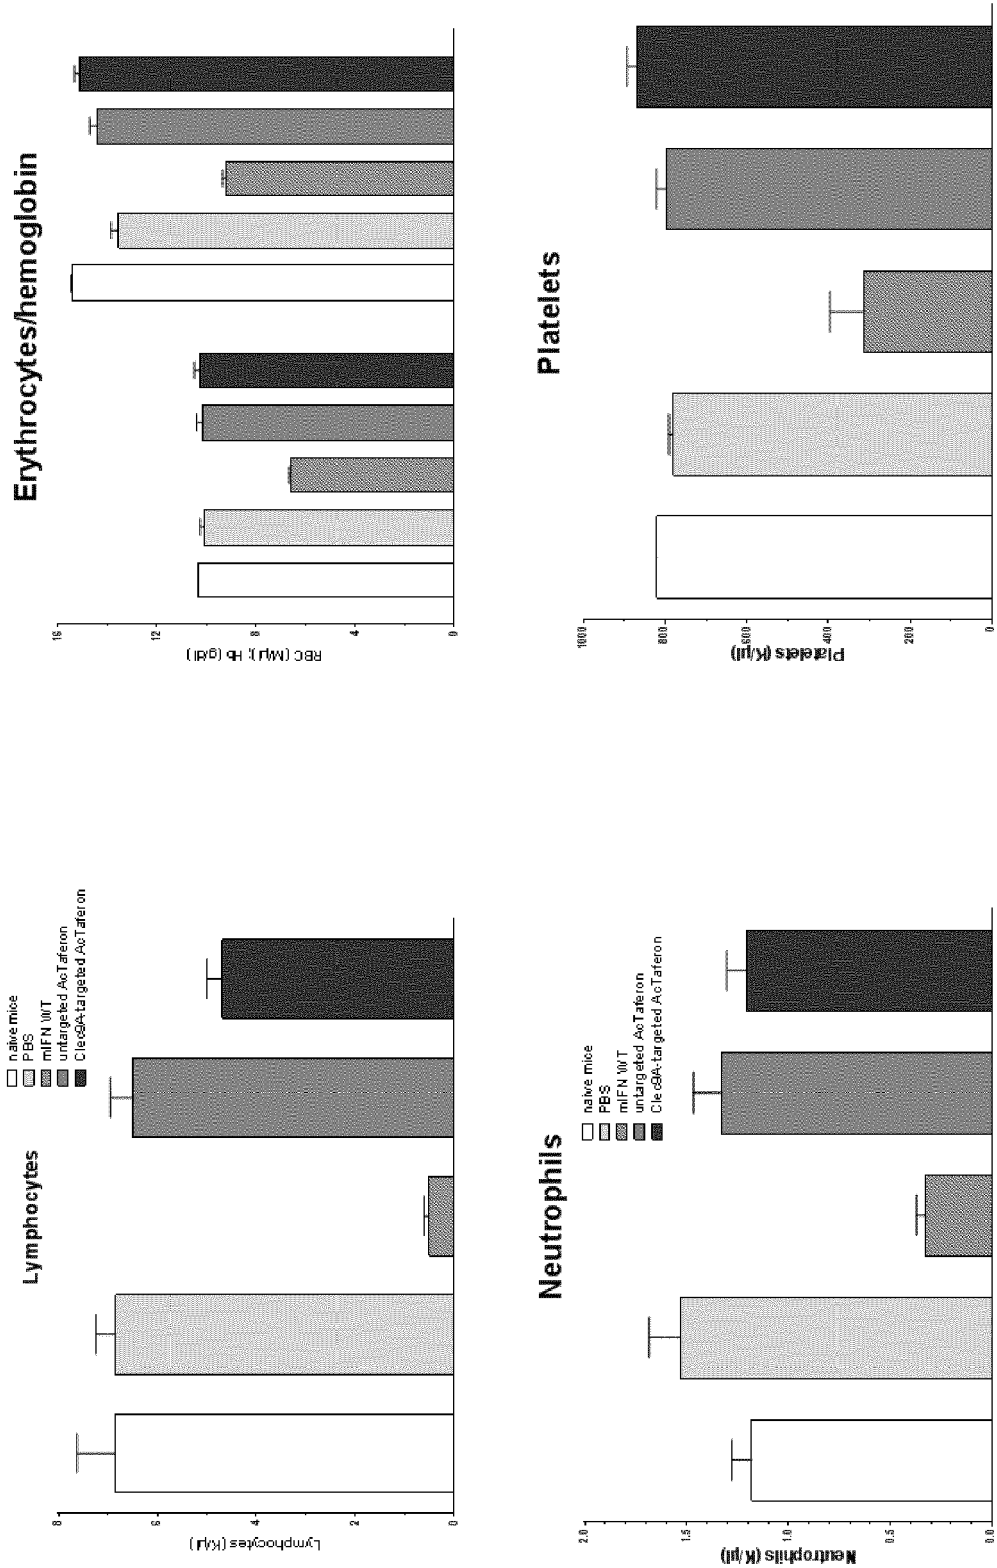 Lymphocytes
naive mice
PBS
mIFN WT
untargeted AcTaferon
Clec9A-targeted AcTaferon
Lymphocytes (K/µl)
8
6
4
2
0
Erythrocytes/hemoglobin
RBC (M/µl); Hb (g/dl)
16
12
8
4
0
Neutrophils
naive mice
PBS
mIFN WT
untargeted AcTaferon
Clec9A-targeted AcTaferon
Neutrophils (K/µl)
2.0
1.5
1.0
0.5
0
Platelets
Platelets (K/µl)
1000
800
600
400
200
0